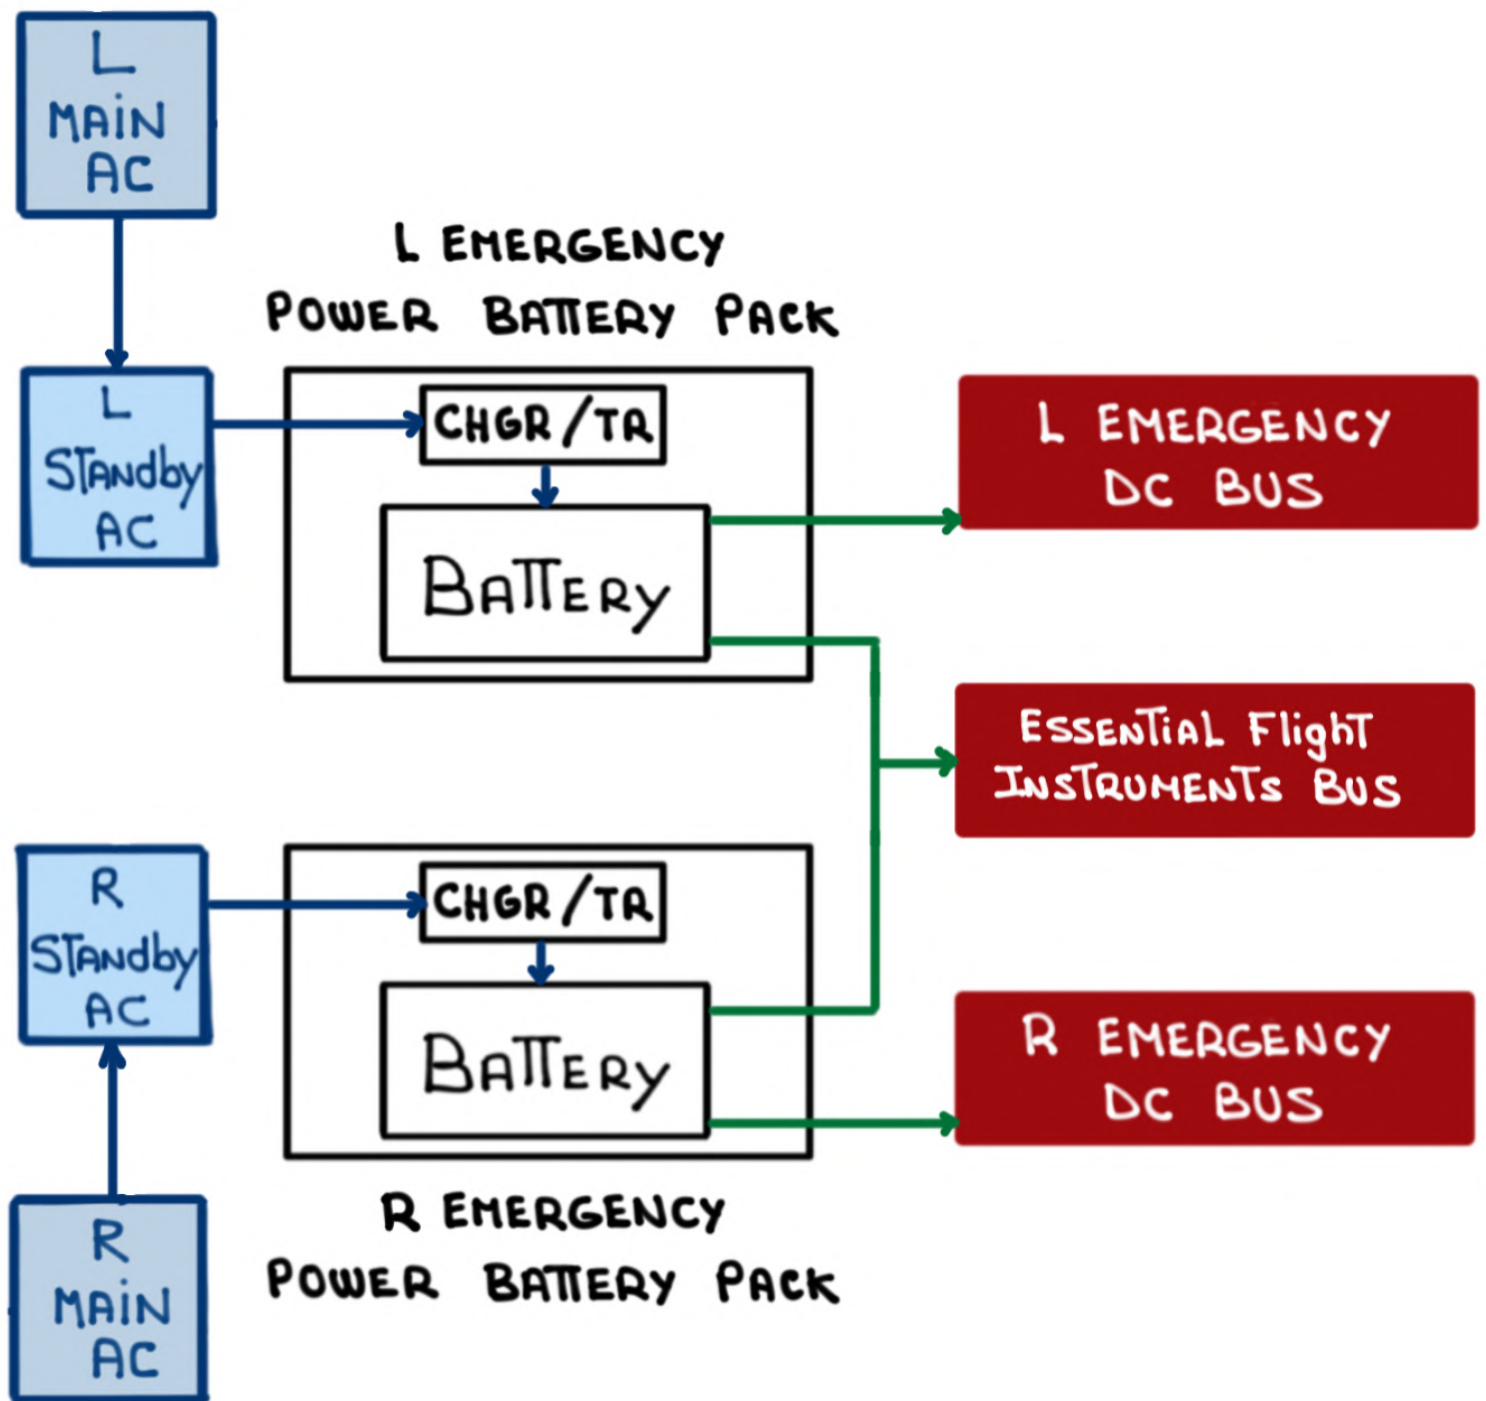 L
MAiN
AC
L EMERGENCY
POWER BATTERY PACK
L
STANdby
AC
CHGR/TR
BATTERY
L EMERGENCY
DC BUS
ESSENTiAL FlighT
INSTRUMENTs BUS
R
STANdby
AC
CHGR/TR
BATTERY
R EMERGENCY
DC BUS
R EMERGENCY
POWER BATTERY PACK
R
MAiN
AC